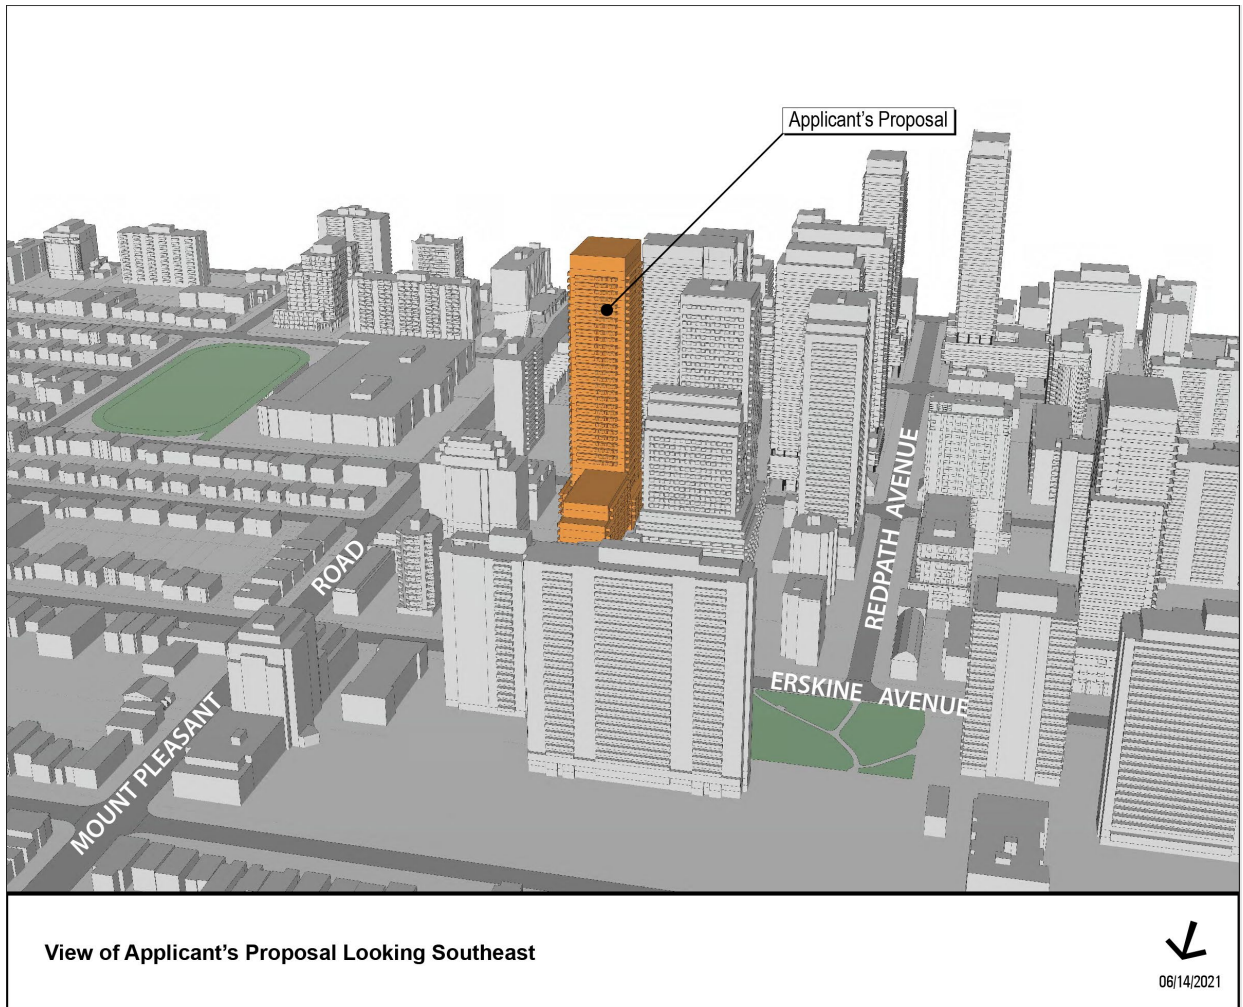 Applicant's Proposal
REDPATH AVENUE
ROAD
ERSKINE AVENUE
MOUNT PLEASANT
View of Applicant's Proposal Looking Southeast
06/14/2021